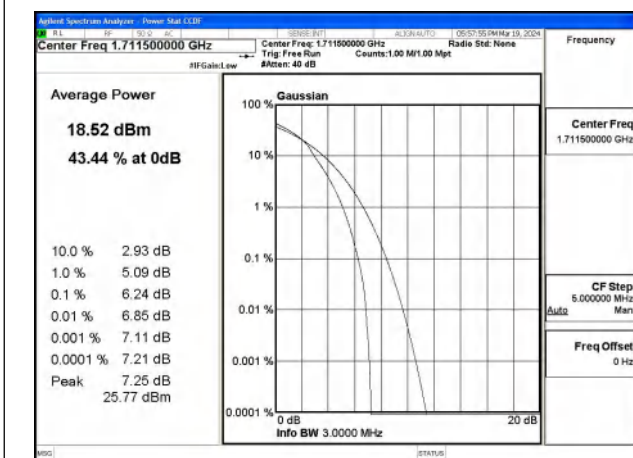 Agilent Spectrum Analyzer - Power Stat CCDF
RL RF 50 Ω AC SENSE:INT ALIGNAUTO 05:57:55 PM Mar 19, 2024
Center Freq 1.711500000 GHz
Center Freq: 1.711500000 GHz Radio Std: None
Trig: Free Run Counts:1.00 M/1.00 Mpt
#IFGain:Low #Atten: 40 dB
Average Power
18.52 dBm
43.44 % at 0dB
10.0 % 2.93 dB
1.0 % 5.09 dB
0.1 % 6.24 dB
0.01 % 6.85 dB
0.001 % 7.11 dB
0.0001 % 7.21 dB
Peak 7.25 dB
25.77 dBm
Gaussian
100 %
10 %
1 %
0.1 %
0.01 %
0.001 %
0.0001 %
0 dB 20 dB
Info BW 3.0000 MHz
Frequency
Center Freq
1.711500000 GHz
CF Step
5.000000 MHz
Auto Man
Freq Offset
0 Hz
MSG STATUS